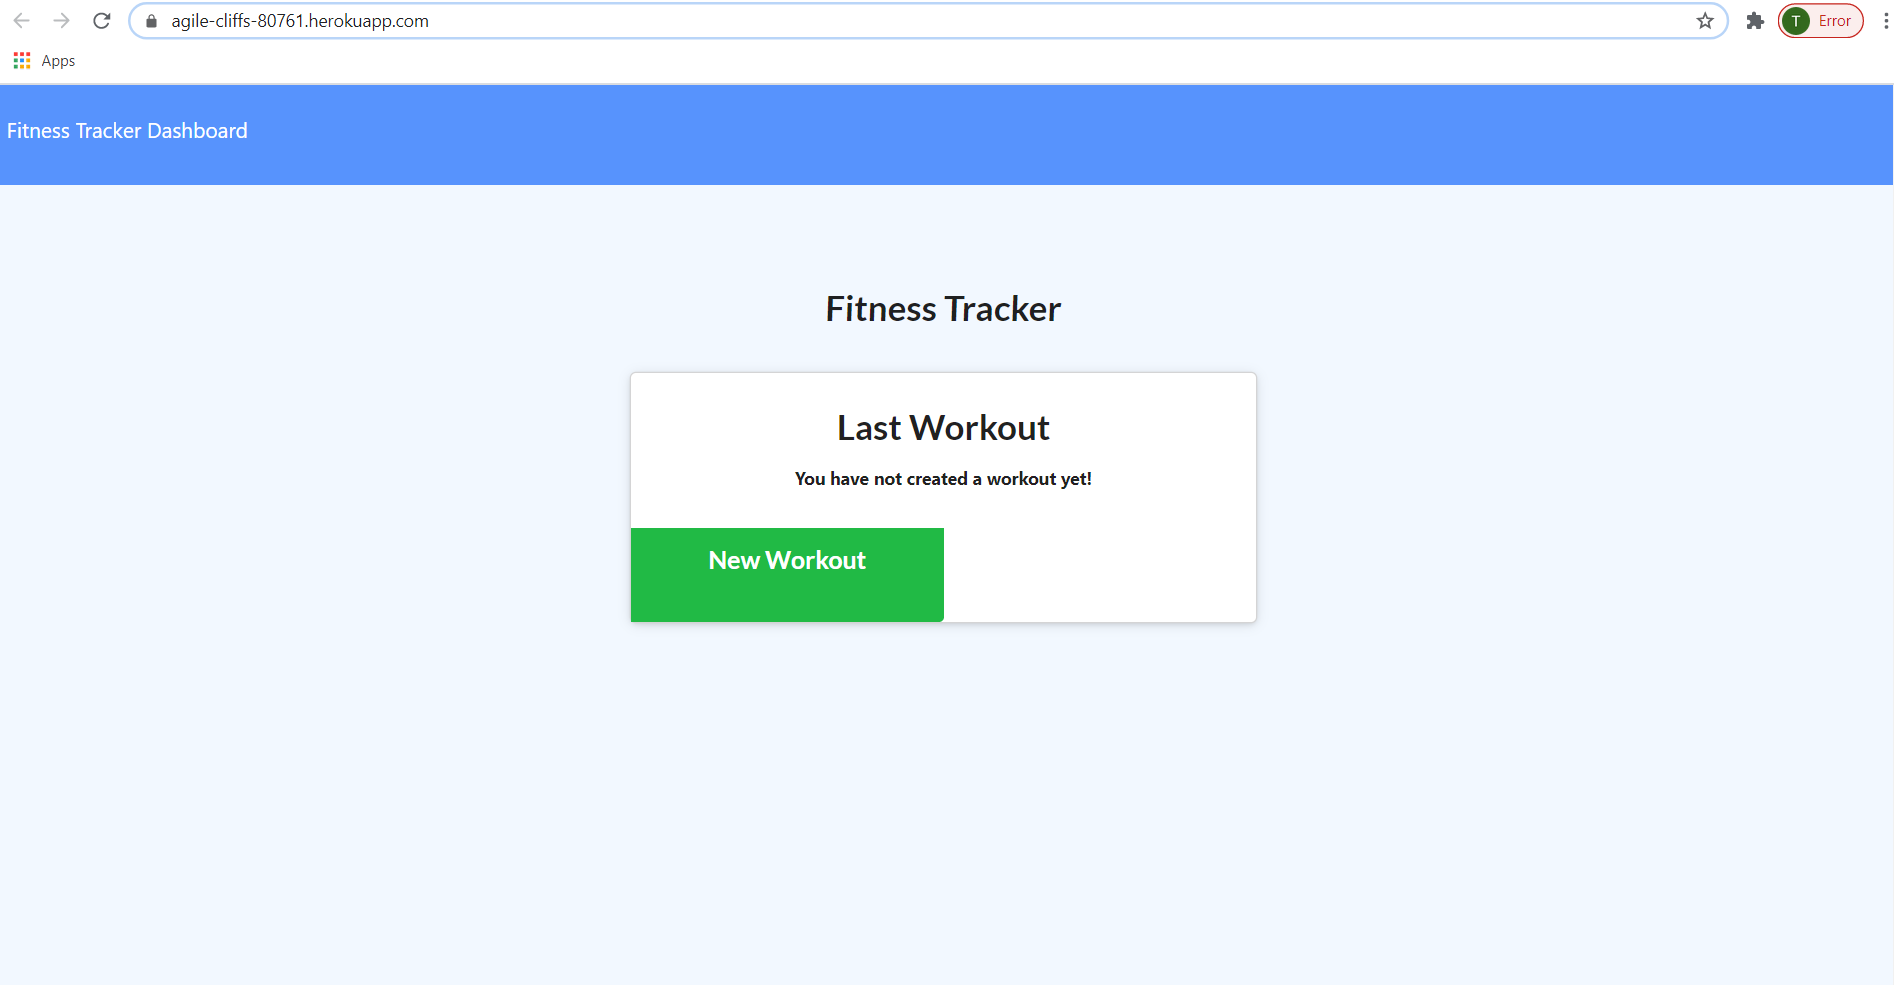 agile-cliffs-80761.herokuapp.com
T Error
Apps
Fitness Tracker Dashboard
Fitness Tracker
Last Workout
You have not created a workout yet!
New Workout